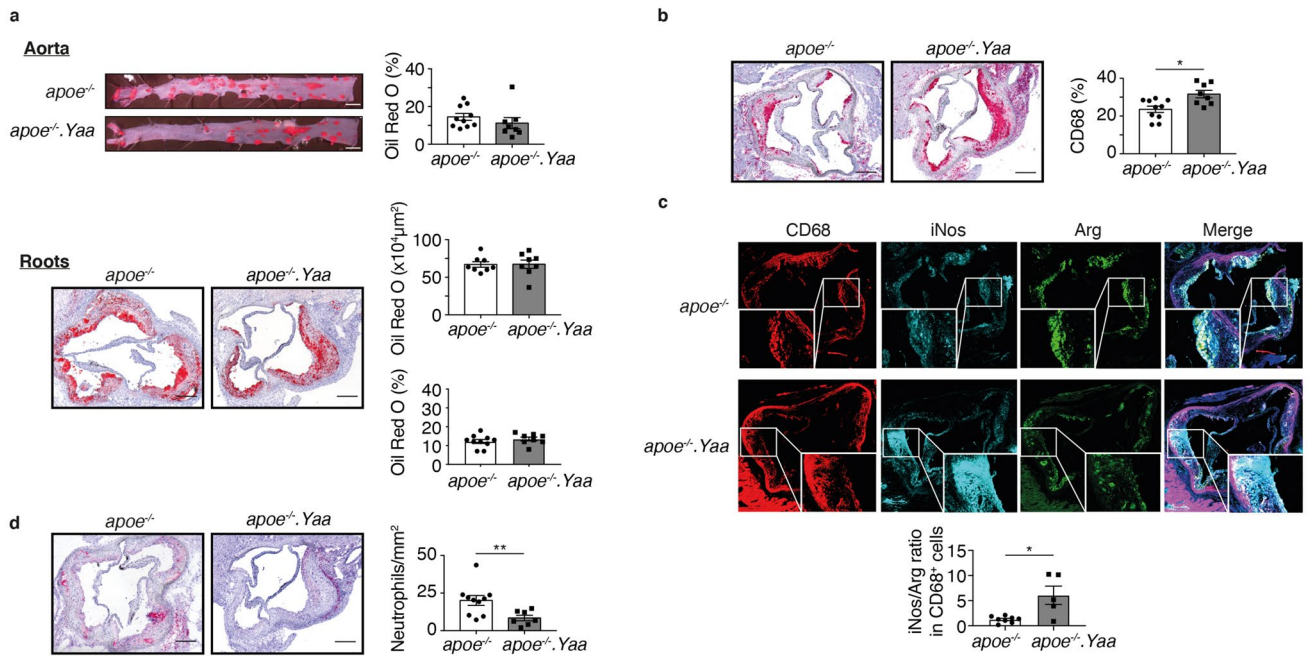 a
Aorta
apoe-/-
apoe-/-.Yaa
Oil Red O (%)
60
40
20
0
apoe-/- apoe-/-.Yaa
Roots
apoe-/- apoe-/-.Yaa
Oil Red O (x10⁴µm²)
100
75
50
25
0
apoe-/- apoe-/-.Yaa
Oil Red O (%)
40
30
20
10
0
apoe-/- apoe-/-.Yaa
b
apoe-/- apoe-/-.Yaa
CD68 (%)
40
20
0
*
apoe-/- apoe-/-.Yaa
c
CD68 iNos Arg Merge
apoe-/-
apoe-/-.Yaa
iNos/Arg ratio
in CD68+ cells
15
10
5
0
*
apoe-/- apoe-/-.Yaa
d
apoe-/- apoe-/-.Yaa
Neutrophils/mm²
50
25
0
**
apoe-/- apoe-/-.Yaa